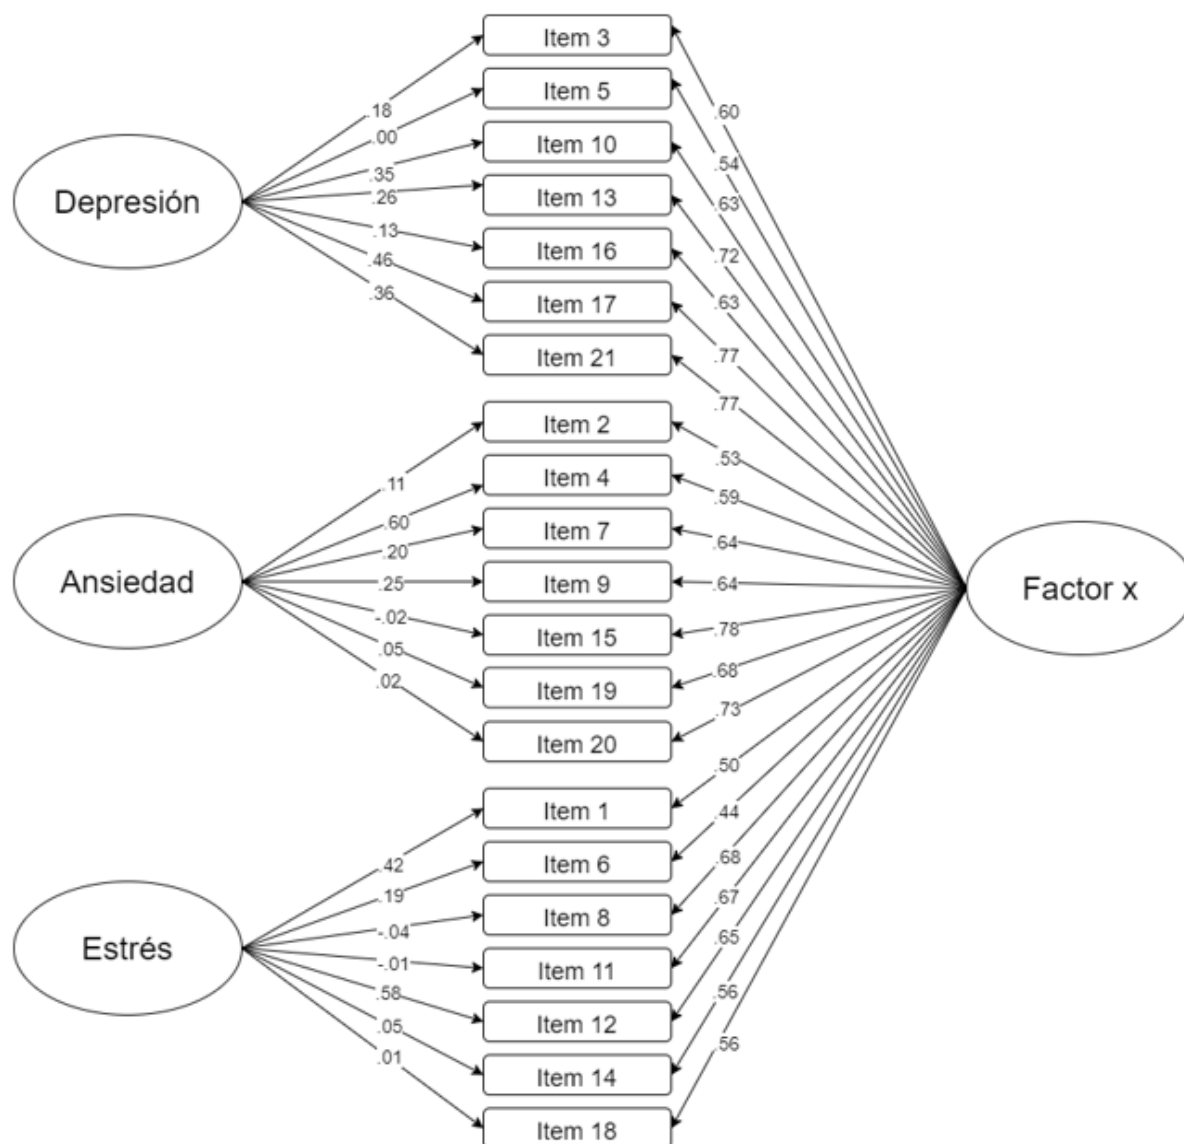 Item 3
Item 5
Item 10
Item 13
Item 16
Item 17
Item 21
Depresión
.18
.00
.35
.26
.13
.46
.36
.60
.54
.63
.72
.63
.77
.77
Item 2
Item 4
Item 7
Item 9
Item 15
Item 19
Item 20
Ansiedad
.11
.60
.20
.25
-.02
.05
.02
.53
.59
.64
.64
.78
.68
.73
Factor x
Item 1
Item 6
Item 8
Item 11
Item 12
Item 14
Item 18
Estrés
.42
.19
-.04
-.01
.58
.05
.01
.50
.44
.68
.67
.65
.56
.56